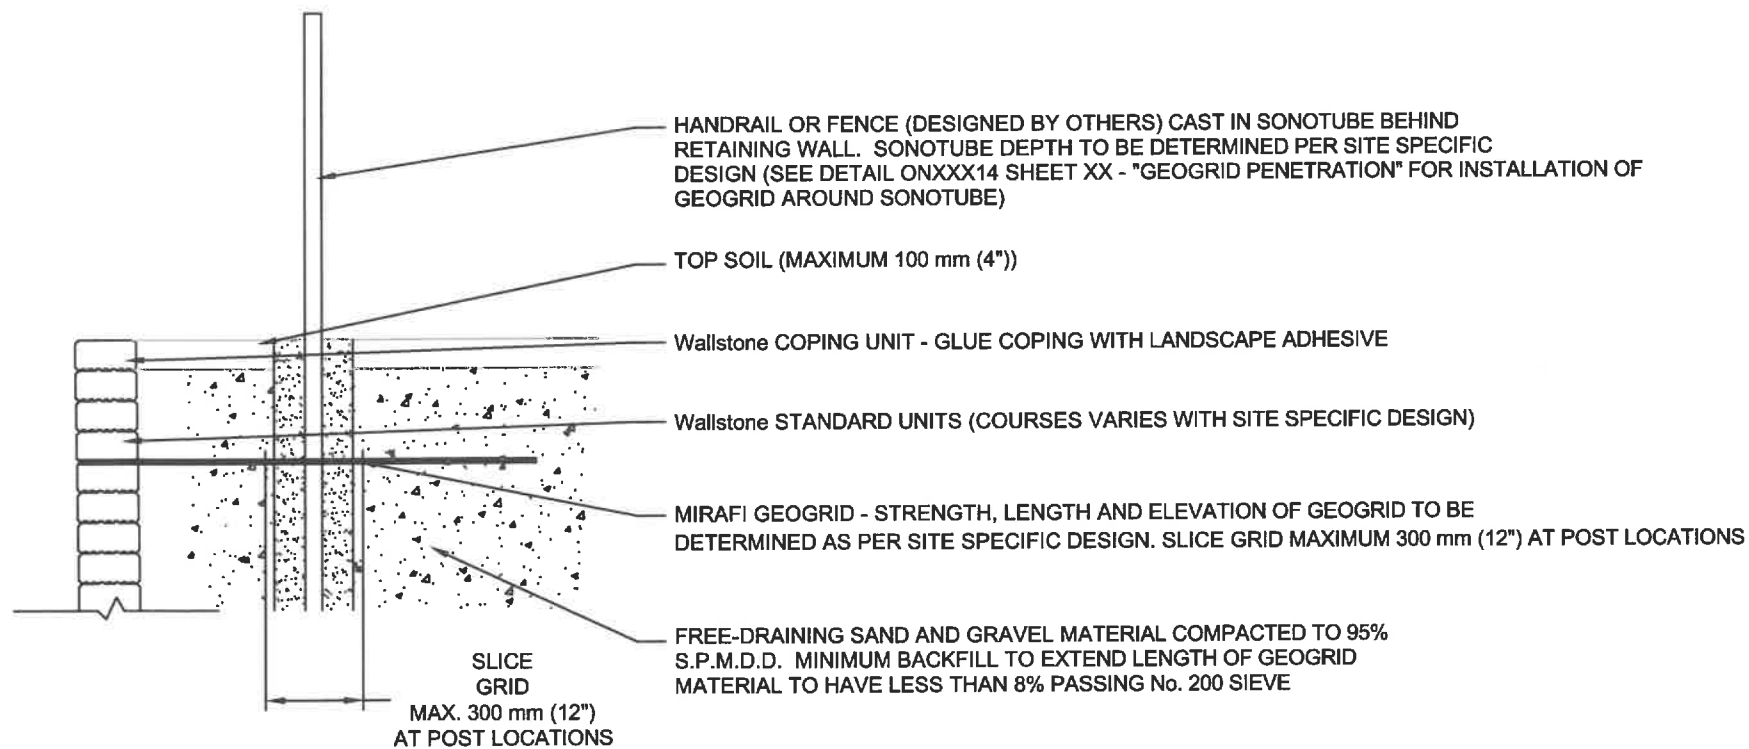 HANDRAIL OR FENCE (DESIGNED BY OTHERS) CAST IN SONOTUBE BEHIND
RETAINING WALL. SONOTUBE DEPTH TO BE DETERMINED PER SITE SPECIFIC
DESIGN (SEE DETAIL ONXXX14 SHEET XX - "GEOGRID PENETRATION" FOR INSTALLATION OF
GEOGRID AROUND SONOTUBE)
TOP SOIL (MAXIMUM 100 mm (4"))
Wallstone COPING UNIT - GLUE COPING WITH LANDSCAPE ADHESIVE
Wallstone STANDARD UNITS (COURSES VARIES WITH SITE SPECIFIC DESIGN)
MIRAFI GEOGRID - STRENGTH, LENGTH AND ELEVATION OF GEOGRID TO BE
DETERMINED AS PER SITE SPECIFIC DESIGN. SLICE GRID MAXIMUM 300 mm (12") AT POST LOCATIONS
FREE-DRAINING SAND AND GRAVEL MATERIAL COMPACTED TO 95%
S.P.M.D.D. MINIMUM BACKFILL TO EXTEND LENGTH OF GEOGRID
MATERIAL TO HAVE LESS THAN 8% PASSING No. 200 SIEVE
SLICE
GRID
MAX. 300 mm (12")
AT POST LOCATIONS